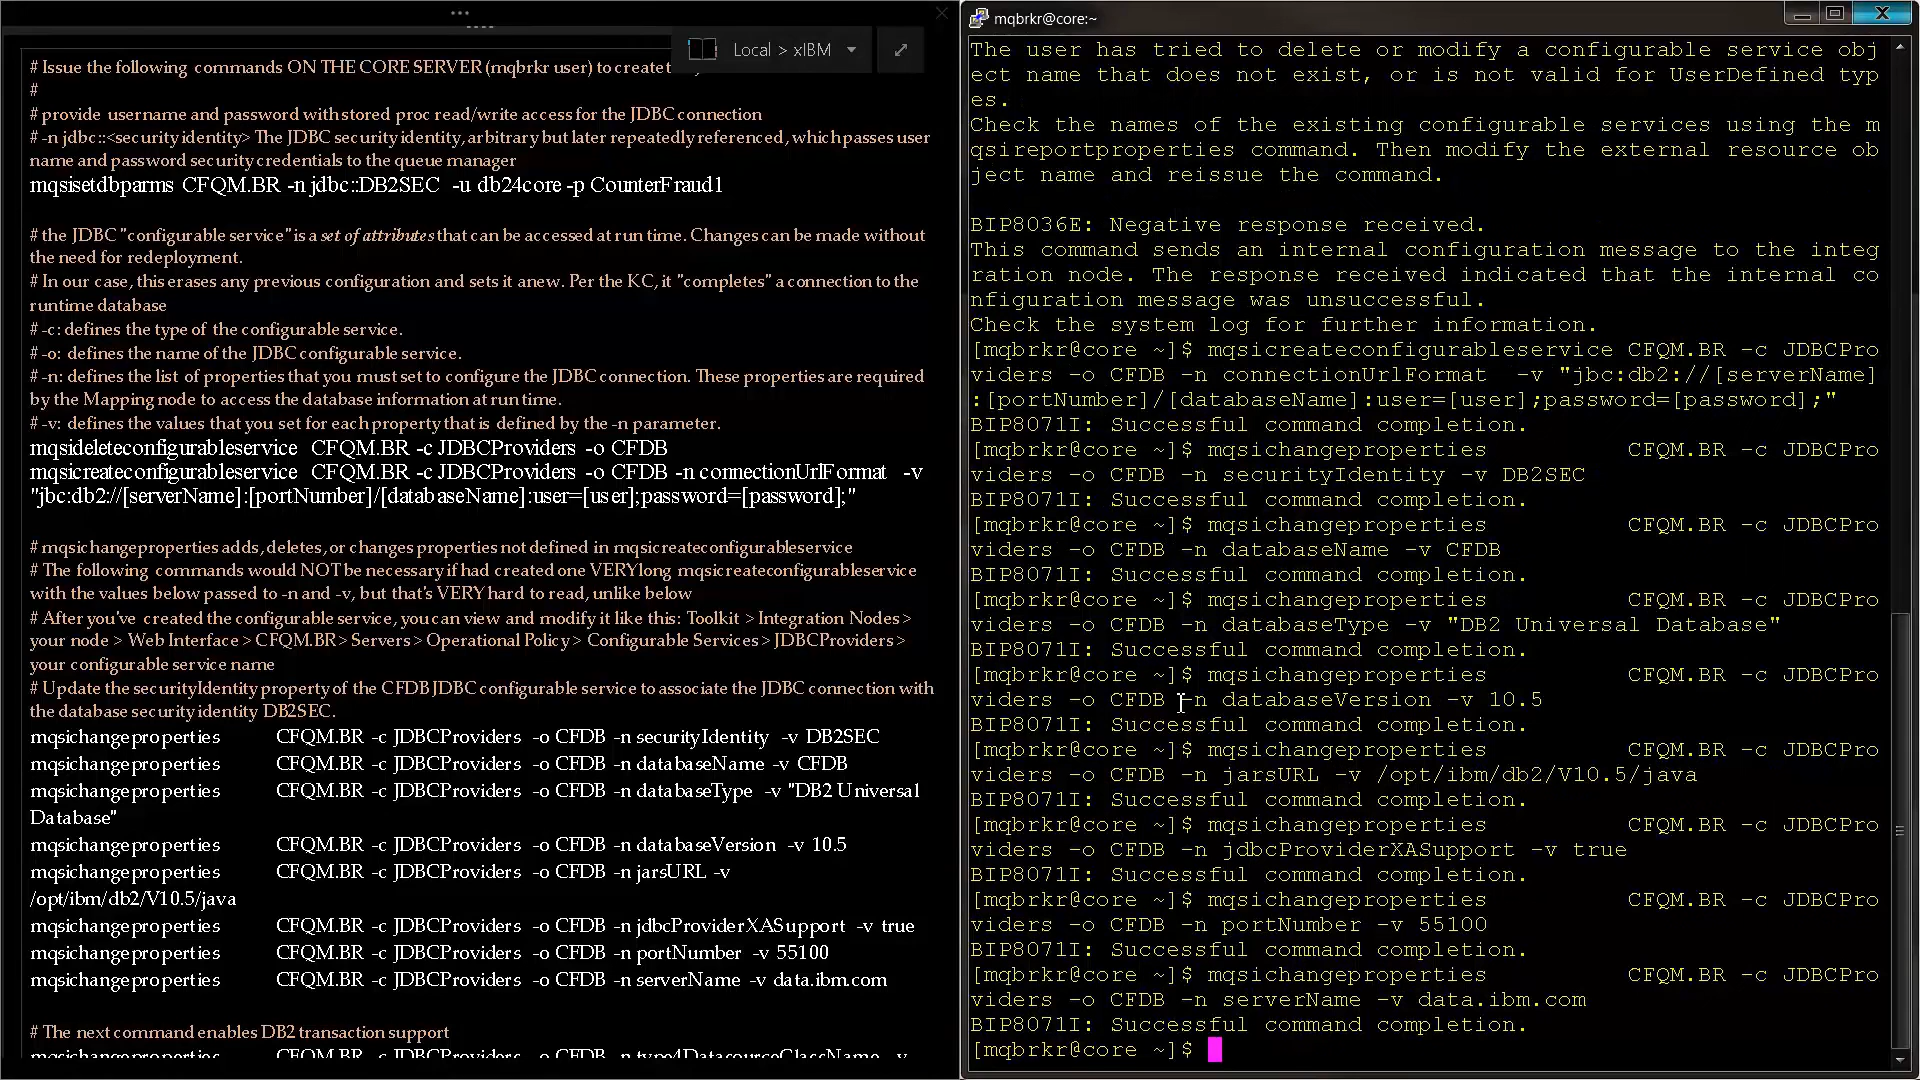 Local > xIBM
# Issue the following commands ON THE CORE SERVER (mqbrkr user) to create t
#
# provide username and password with stored proc read/write access for the JDBC connection
# -n jdbc::<security identity> The JDBC security identity, arbitrary but later repeatedly referenced, which passes user
name and password security credentials to the queue manager
mqsisetdbparms CFQM.BR -n jdbc::DB2SEC -u db24core -p CounterFraud1
# the JDBC "configurable service" is a set of attributes that can be accessed at run time. Changes can be made without
the need for redeployment.
# In our case, this erases any previous configuration and sets it anew. Per the KC, it "completes" a connection to the
runtime database
# -c: defines the type of the configurable service.
# -o: defines the name of the JDBC configurable service.
# -n: defines the list of properties that you must set to configure the JDBC connection. These properties are required
by the Mapping node to access the database information at run time.
# -v: defines the values that you set for each property that is defined by the -n parameter.
mqsideleteconfigurableservice CFQM.BR -c JDBCProviders -o CFDB
mqsicreateconfigurableservice CFQM.BR -c JDBCProviders -o CFDB -n connectionUrlFormat -v
"jbc:db2://[serverName]:[portNumber]/[databaseName]:user=[user];password=[password];"
# mqsichangeproperties adds, deletes, or changes properties not defined in mqsicreateconfigurableservice
# The following commands would NOT be necessary if had created one VERY long mqsicreateconfigurableservice
with the values below passed to -n and -v, but that's VERY hard to read, unlike below
# After you've created the configurable service, you can view and modify it like this: Toolkit > Integration Nodes >
your node > Web Interface > CFQM.BR > Servers > Operational Policy > Configurable Services > JDBCProviders >
your configurable service name
# Update the securityIdentity property of the CFDB JDBC configurable service to associate the JDBC connection with
the database security identity DB2SEC.
mqsichangeproperties CFQM.BR -c JDBCProviders -o CFDB -n securityIdentity -v DB2SEC
mqsichangeproperties CFQM.BR -c JDBCProviders -o CFDB -n databaseName -v CFDB
mqsichangeproperties CFQM.BR -c JDBCProviders -o CFDB -n databaseType -v "DB2 Universal
Database"
mqsichangeproperties CFQM.BR -c JDBCProviders -o CFDB -n databaseVersion -v 10.5
mqsichangeproperties CFQM.BR -c JDBCProviders -o CFDB -n jarsURL -v
/opt/ibm/db2/V10.5/java
mqsichangeproperties CFQM.BR -c JDBCProviders -o CFDB -n jdbcProviderXASupport -v true
mqsichangeproperties CFQM.BR -c JDBCProviders -o CFDB -n portNumber -v 55100
mqsichangeproperties CFQM.BR -c JDBCProviders -o CFDB -n serverName -v data.ibm.com
# The next command enables DB2 transaction support
mqsichangeproperties CFQM.BR -c JDBCProviders -o CFDB -n type4DatasourceClassName -v
mqbrkr@core:~
The user has tried to delete or modify a configurable service obj
ect name that does not exist, or is not valid for UserDefined typ
es.
Check the names of the existing configurable services using the m
qsireportproperties command. Then modify the external resource ob
ject name and reissue the command.
BIP8036E: Negative response received.
This command sends an internal configuration message to the integ
ration node. The response received indicated that the internal co
nfiguration message was unsuccessful.
Check the system log for further information.
[mqbrkr@core ~]$ mqsicreateconfigurableservice CFQM.BR -c JDBCPro
viders -o CFDB -n connectionUrlFormat -v "jbc:db2://[serverName]
:[portNumber]/[databaseName]:user=[user];password=[password];"
BIP8071I: Successful command completion.
[mqbrkr@core ~]$ mqsichangeproperties CFQM.BR -c JDBCPro
viders -o CFDB -n securityIdentity -v DB2SEC
BIP8071I: Successful command completion.
[mqbrkr@core ~]$ mqsichangeproperties CFQM.BR -c JDBCPro
viders -o CFDB -n databaseName -v CFDB
BIP8071I: Successful command completion.
[mqbrkr@core ~]$ mqsichangeproperties CFQM.BR -c JDBCPro
viders -o CFDB -n databaseType -v "DB2 Universal Database"
BIP8071I: Successful command completion.
[mqbrkr@core ~]$ mqsichangeproperties CFQM.BR -c JDBCPro
viders -o CFDB -n databaseVersion -v 10.5
BIP8071I: Successful command completion.
[mqbrkr@core ~]$ mqsichangeproperties CFQM.BR -c JDBCPro
viders -o CFDB -n jarsURL -v /opt/ibm/db2/V10.5/java
BIP8071I: Successful command completion.
[mqbrkr@core ~]$ mqsichangeproperties CFQM.BR -c JDBCPro
viders -o CFDB -n jdbcProviderXASupport -v true
BIP8071I: Successful command completion.
[mqbrkr@core ~]$ mqsichangeproperties CFQM.BR -c JDBCPro
viders -o CFDB -n portNumber -v 55100
BIP8071I: Successful command completion.
[mqbrkr@core ~]$ mqsichangeproperties CFQM.BR -c JDBCPro
viders -o CFDB -n serverName -v data.ibm.com
BIP8071I: Successful command completion.
[mqbrkr@core ~]$